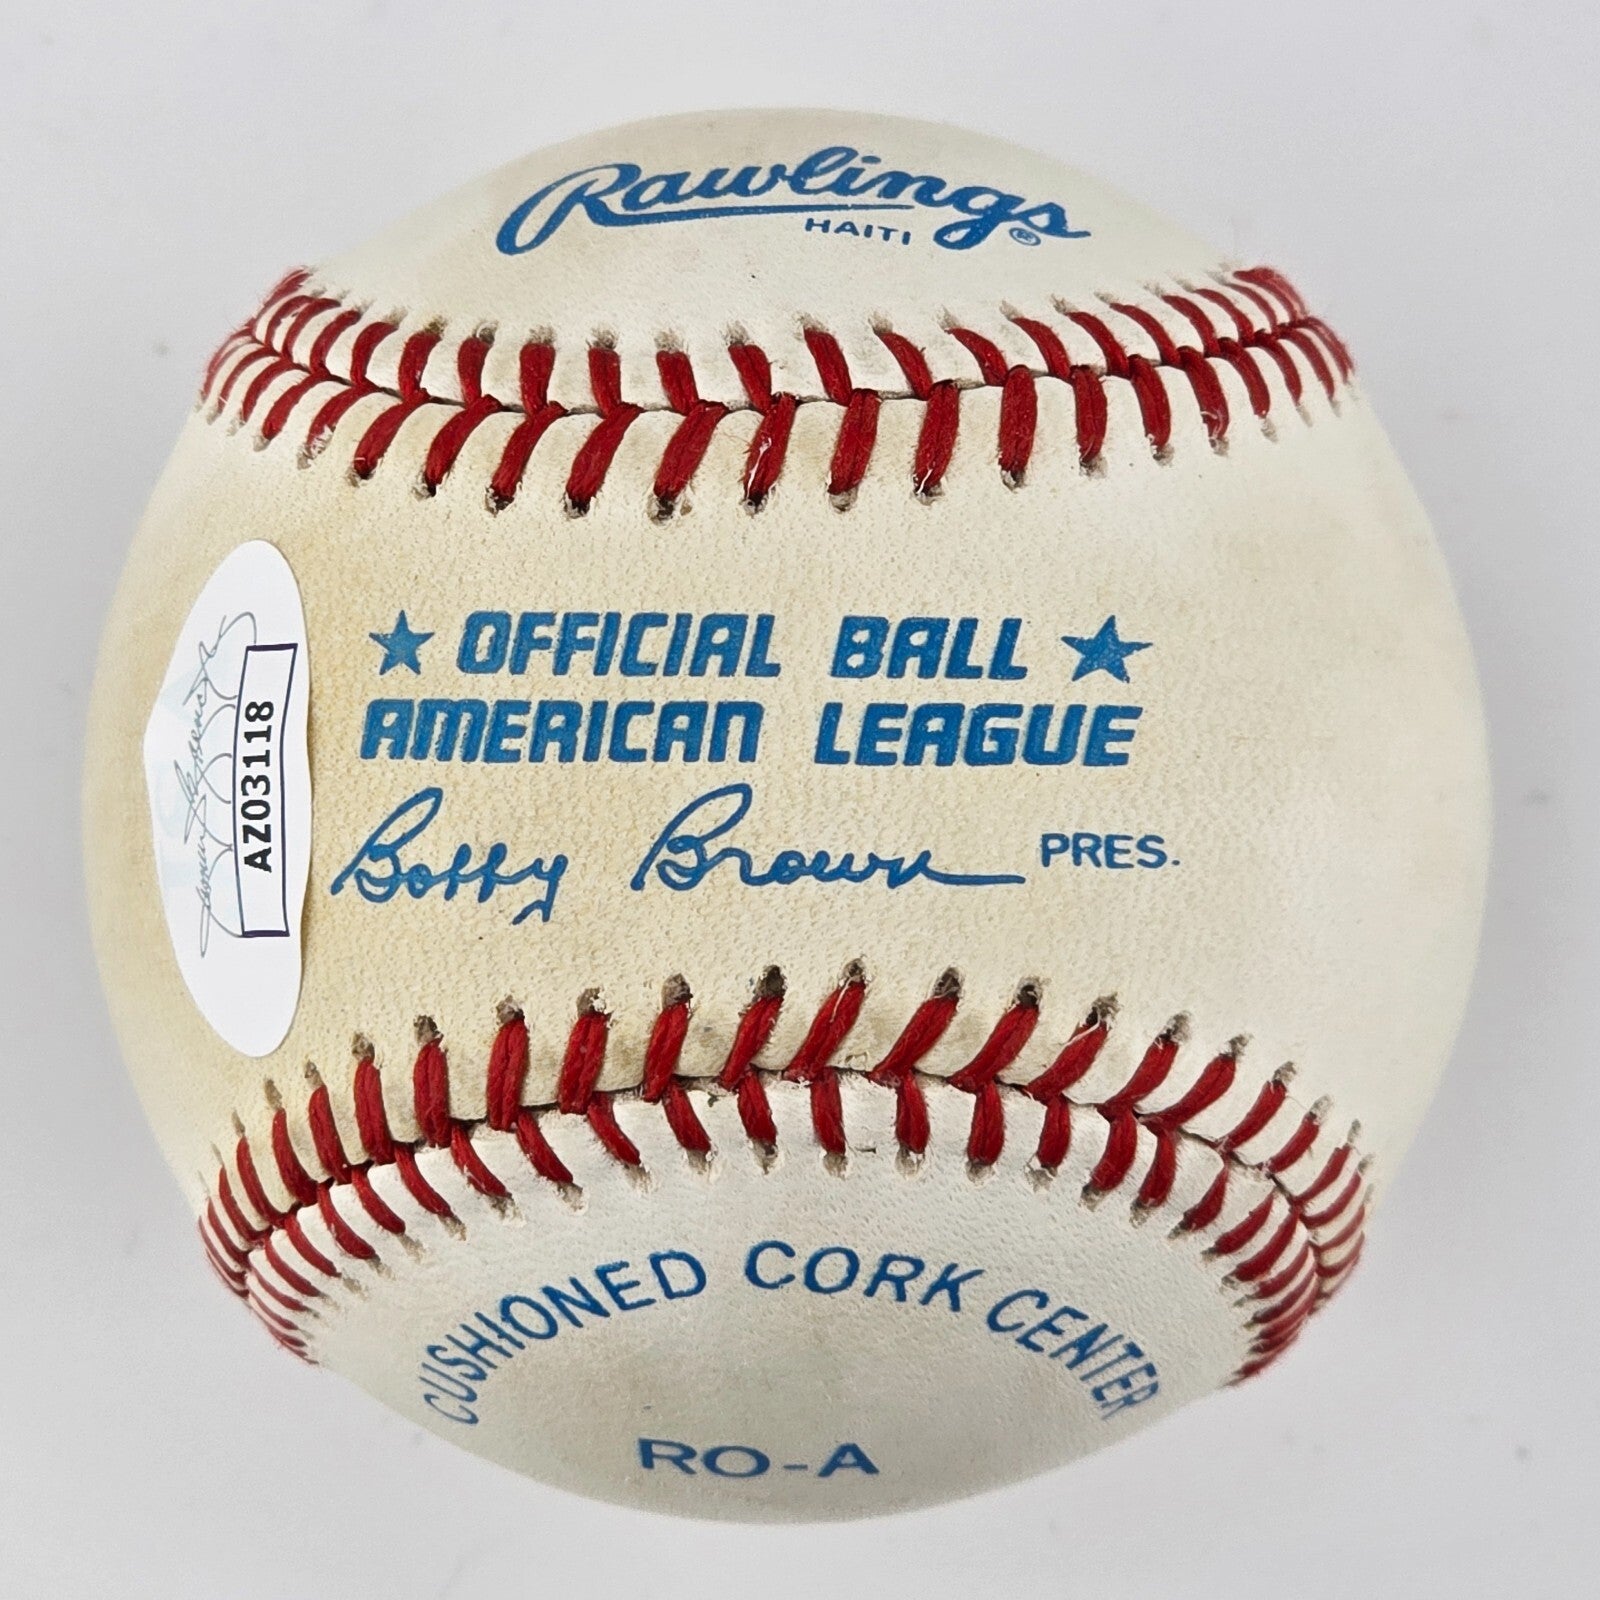 Rawlings®
HAITI
★ OFFICIAL BALL ★
AMERICAN LEAGUE
Bobby Brown PRES.
AZ03118
CUSHIONED CORK CENTER
RO-A